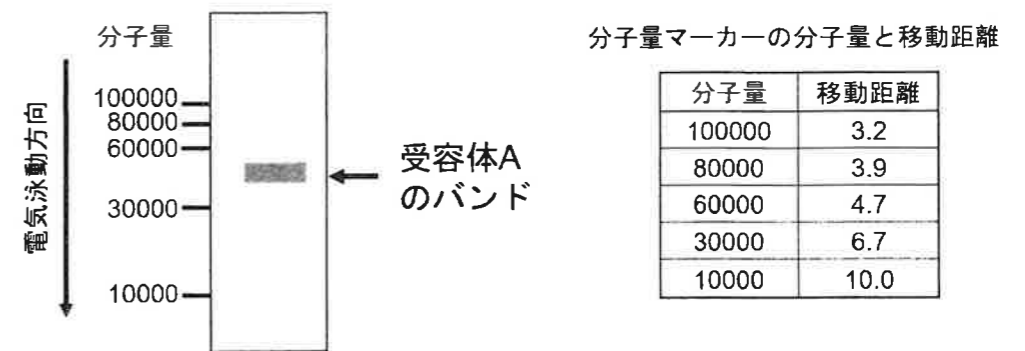 分子量
100000
80000
60000
30000
10000
電気泳動方向
受容体A
のバンド
分子量マーカーの分子量と移動距離
分子量 移動距離
100000 3.2
80000 3.9
60000 4.7
30000 6.7
10000 10.0